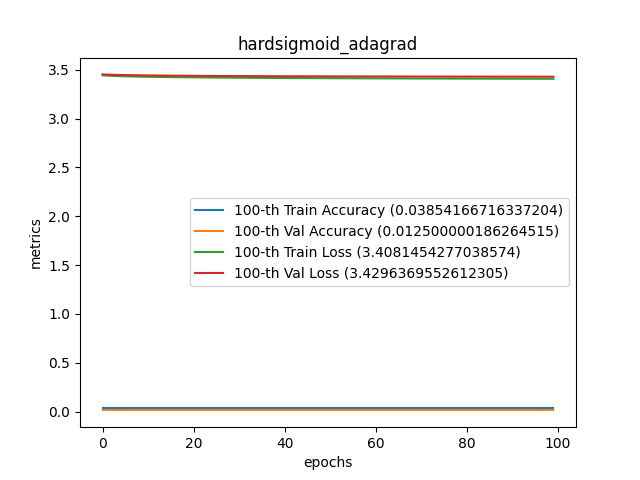 hardsigmoid_adagrad
3.5
3.0
2.5
2.0
1.5
1.0
0.5
0.0
metrics
100-th Train Accuracy (0.03854166716337204)
100-th Val Accuracy (0.012500000186264515)
100-th Train Loss (3.4081454277038574)
100-th Val Loss (3.4296369552612305)
0 20 40 60 80 100
epochs